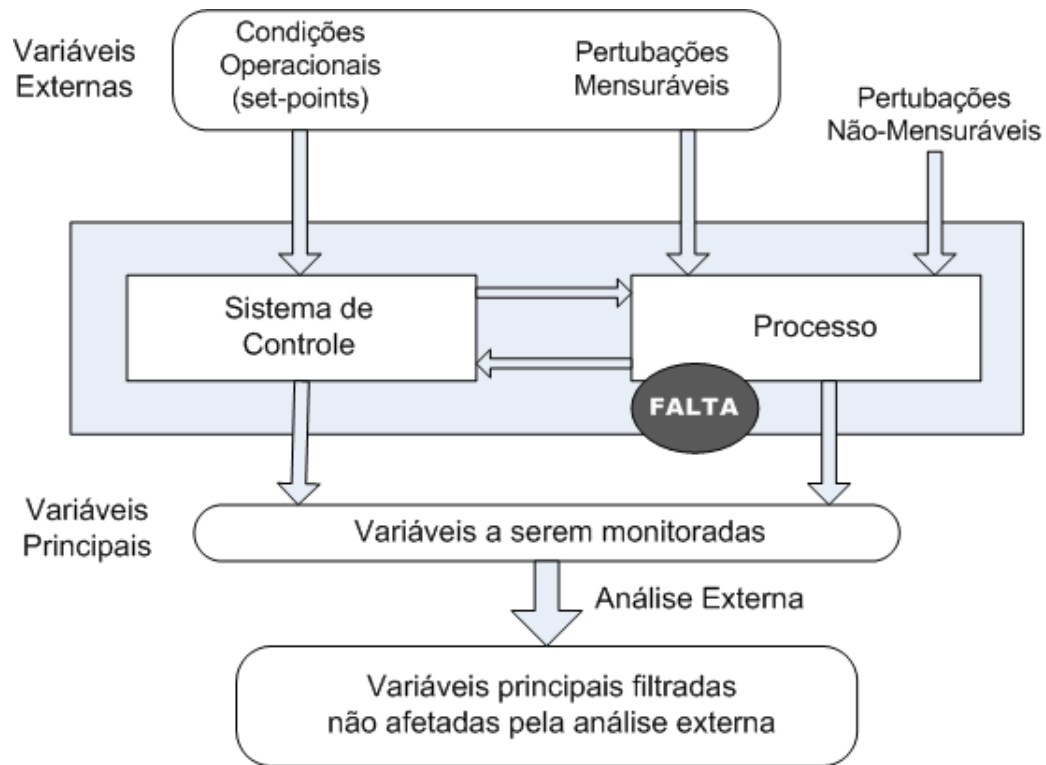 Variáveis
Externas
Condições
Operacionais
(set-points)
Pertubações
Mensuráveis
Pertubações
Não-Mensuráveis
Sistema de
Controle
Processo
FALTA
Variáveis
Principais
Variáveis a serem monitoradas
Análise Externa
Variáveis principais filtradas
não afetadas pela análise externa